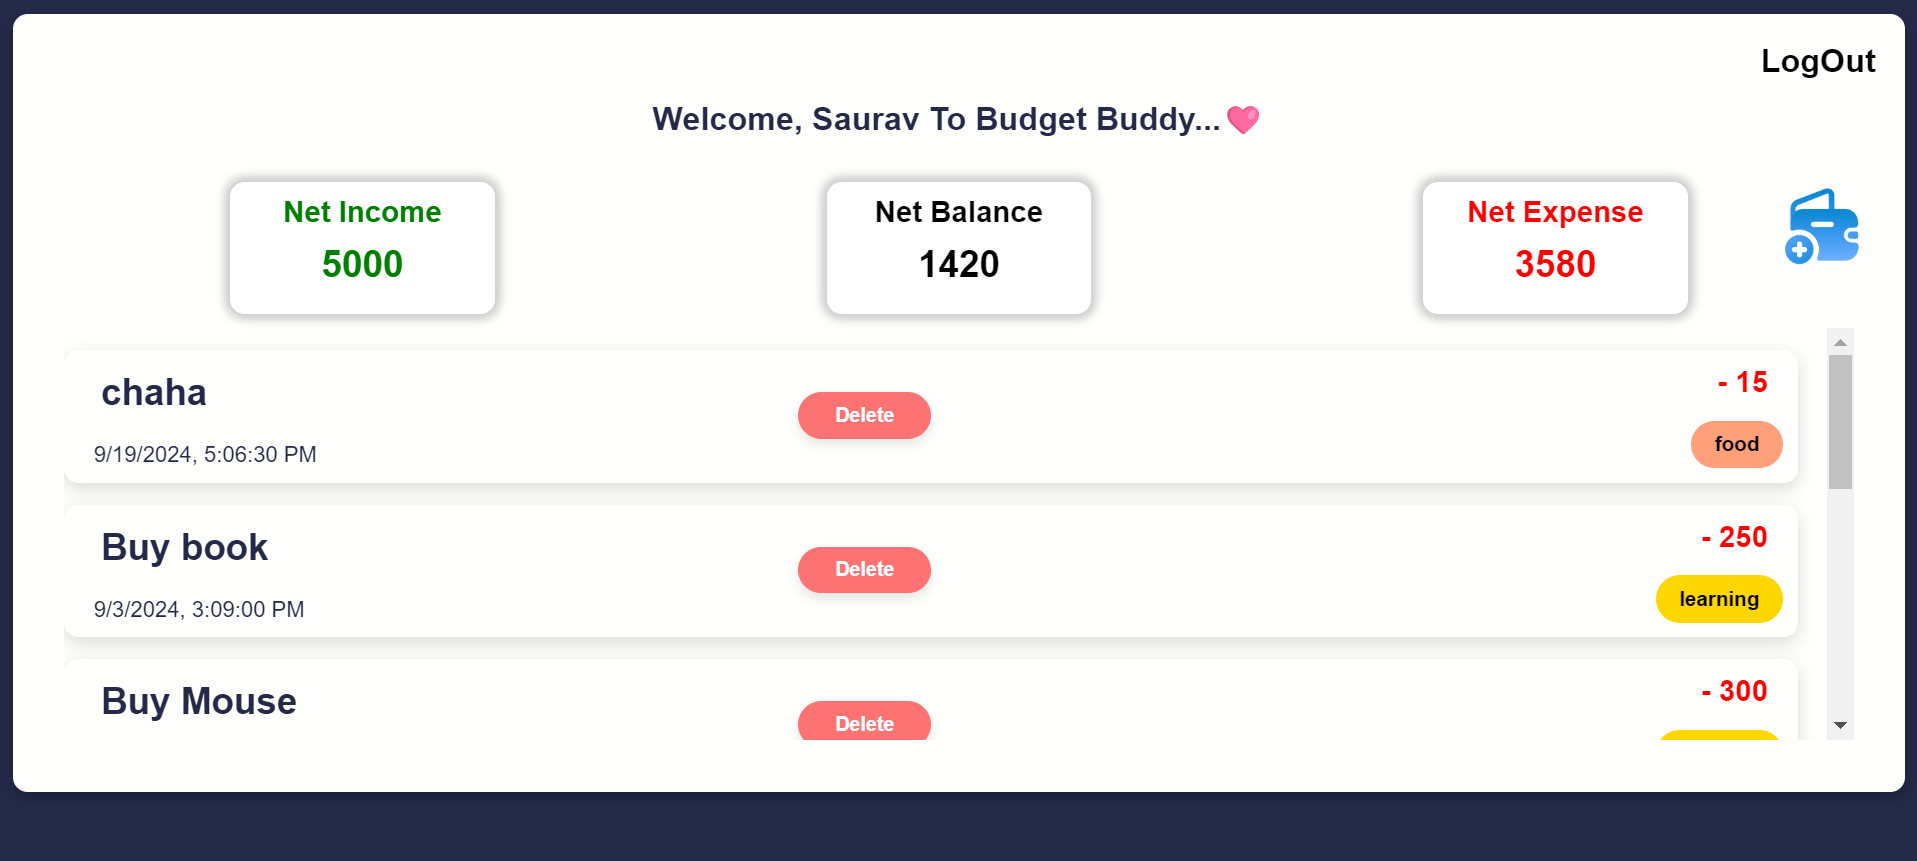 LogOut
Welcome, Saurav To Budget Buddy...
Net Income
5000
Net Balance
1420
Net Expense
3580
chaha
9/19/2024, 5:06:30 PM
Delete
- 15
food
Buy book
9/3/2024, 3:09:00 PM
Delete
- 250
learning
Buy Mouse
Delete
- 300